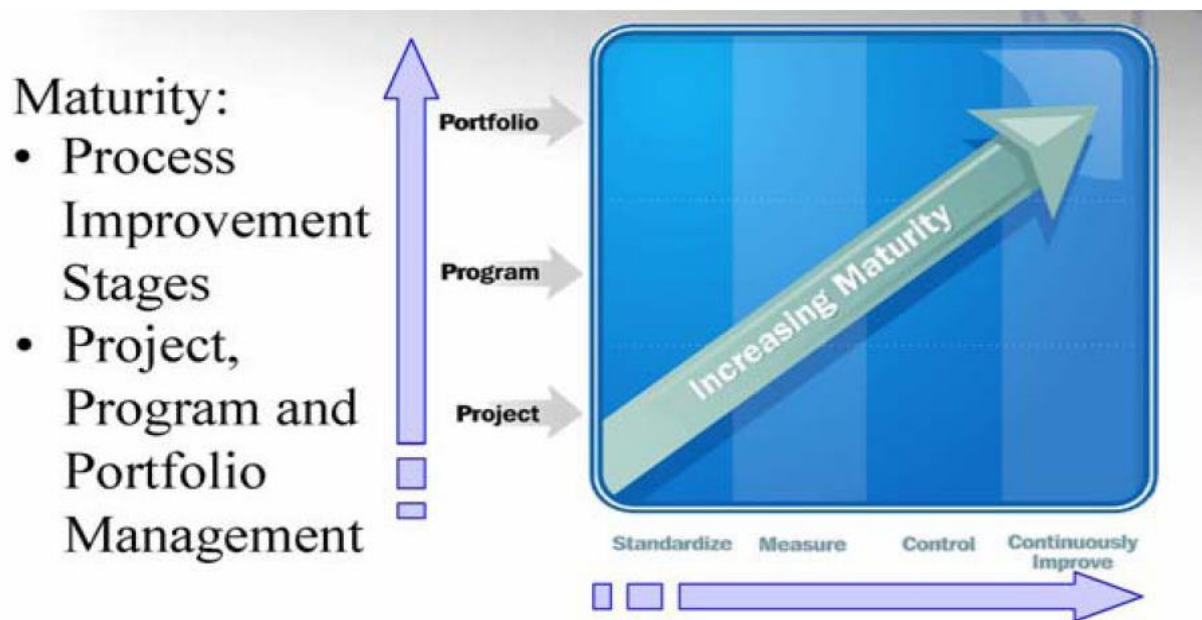 Maturity:
• Process
Improvement
Stages
• Project,
Program and
Portfolio
Management
Portfolio
Program
Project
Increasing Maturity
Standardize
Measure
Control
Continuously
Improve